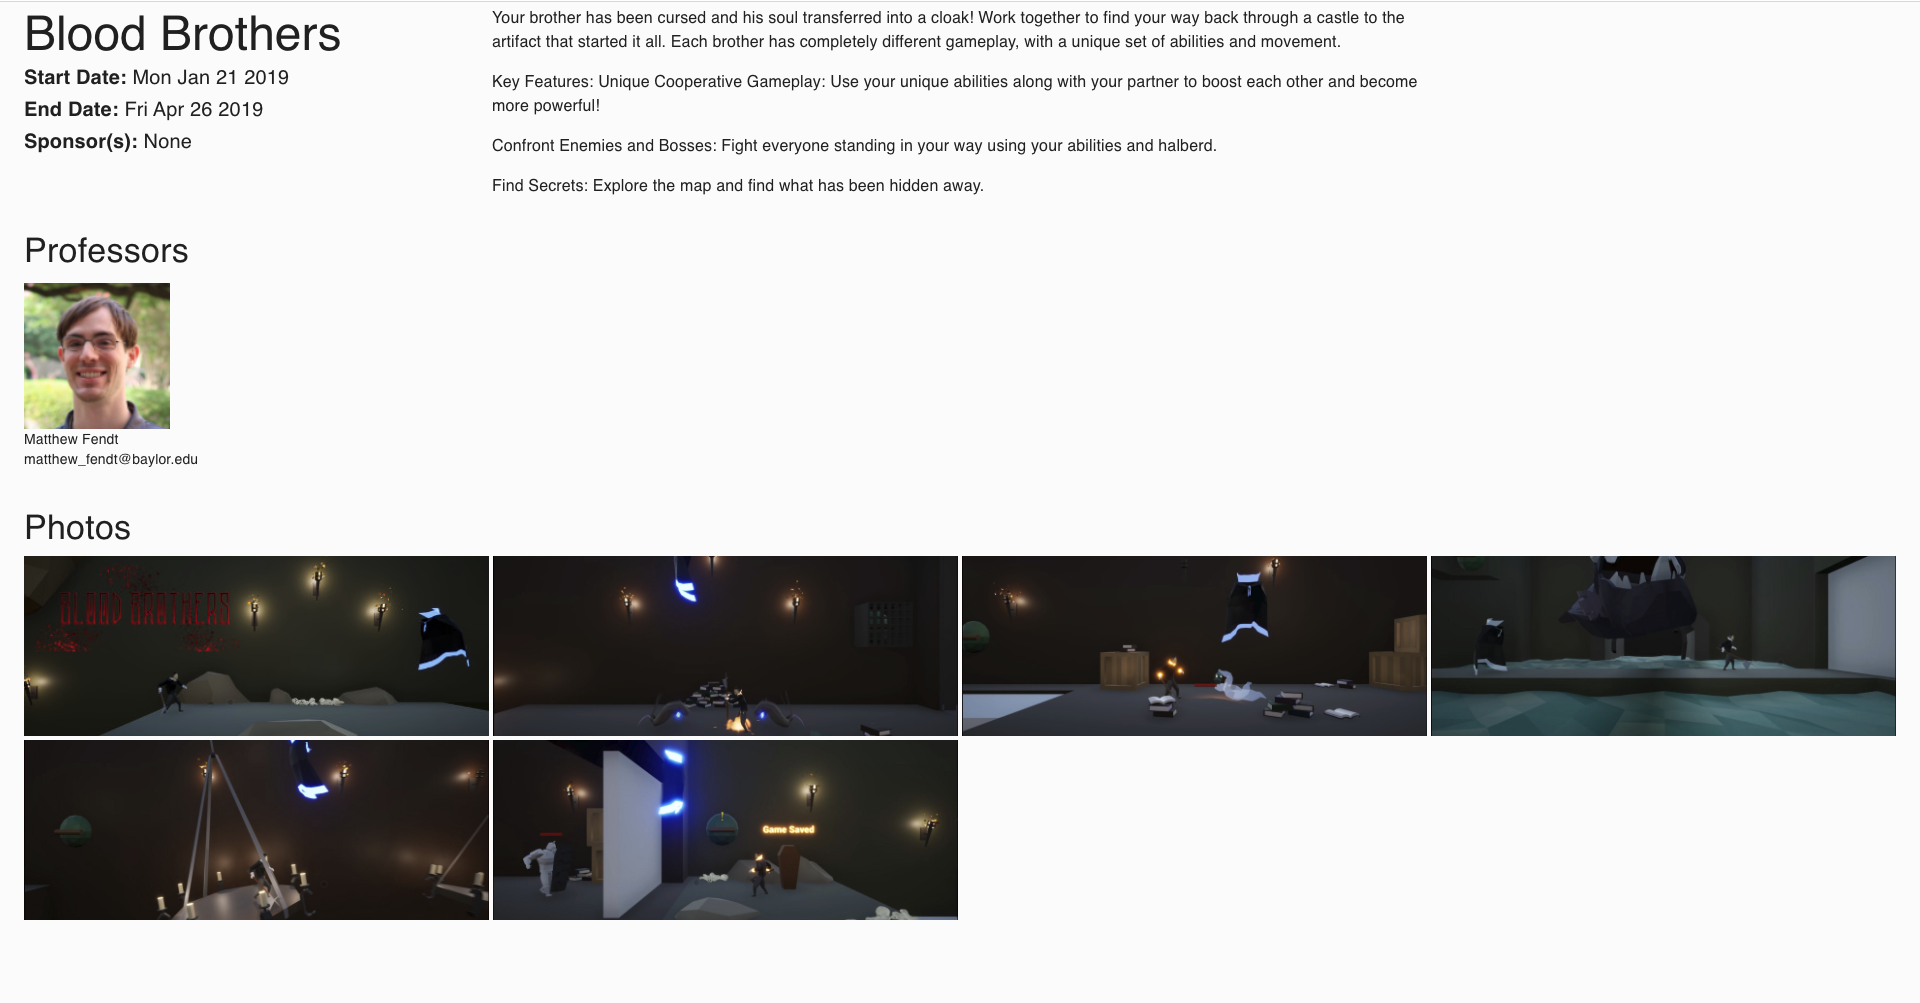 Blood Brothers
Start Date: Mon Jan 21 2019
End Date: Fri Apr 26 2019
Sponsor(s): None
Your brother has been cursed and his soul transferred into a cloak! Work together to find your way back through a castle to the
artifact that started it all. Each brother has completely different gameplay, with a unique set of abilities and movement.
Key Features: Unique Cooperative Gameplay: Use your unique abilities along with your partner to boost each other and become
more powerful!
Confront Enemies and Bosses: Fight everyone standing in your way using your abilities and halberd.
Find Secrets: Explore the map and find what has been hidden away.
Professors
Matthew Fendt
matthew_fendt@baylor.edu
Photos
BLOOD BROTHERS
Game Saved